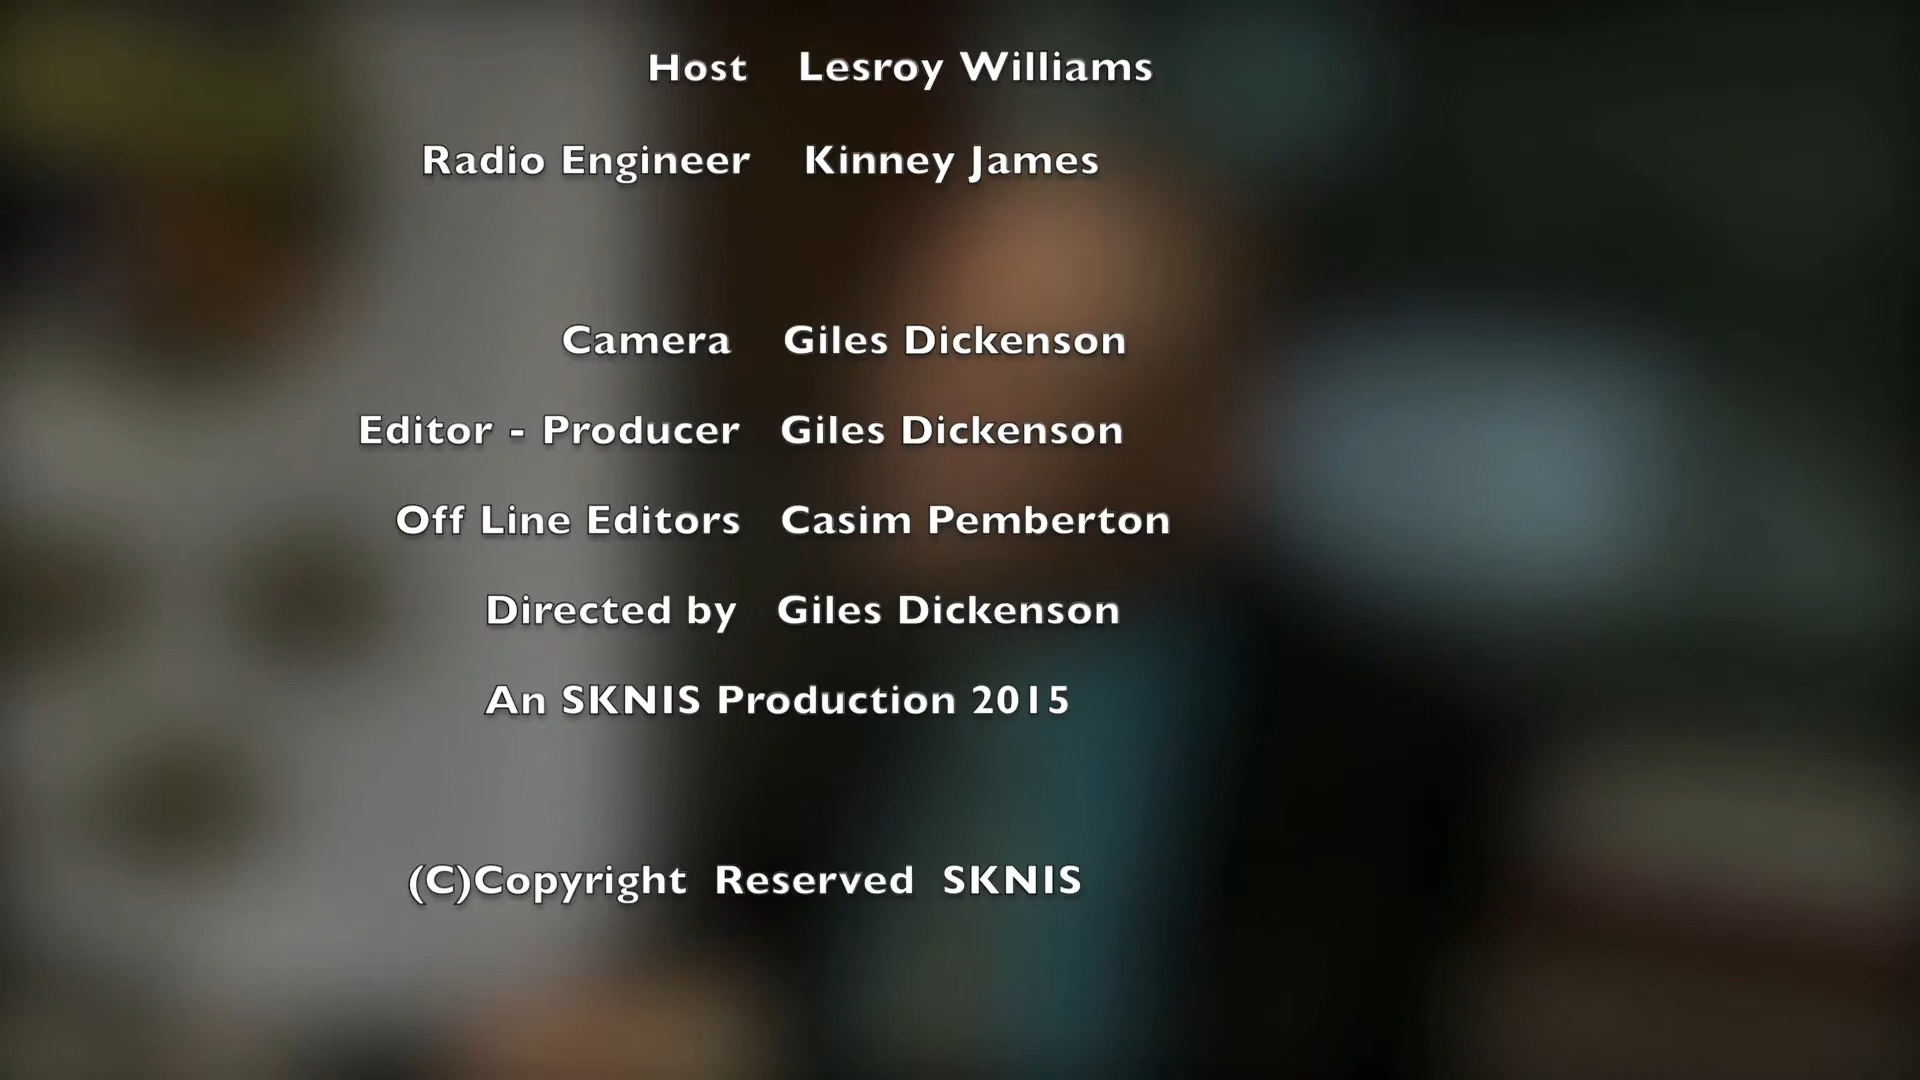 Host Lesroy Williams
Radio Engineer Kinney James
Camera Giles Dickenson
Editor - Producer Giles Dickenson
Off Line Editors Casim Pemberton
Directed by Giles Dickenson
An SKNIS Production 2015
(C)Copyright Reserved SKNIS